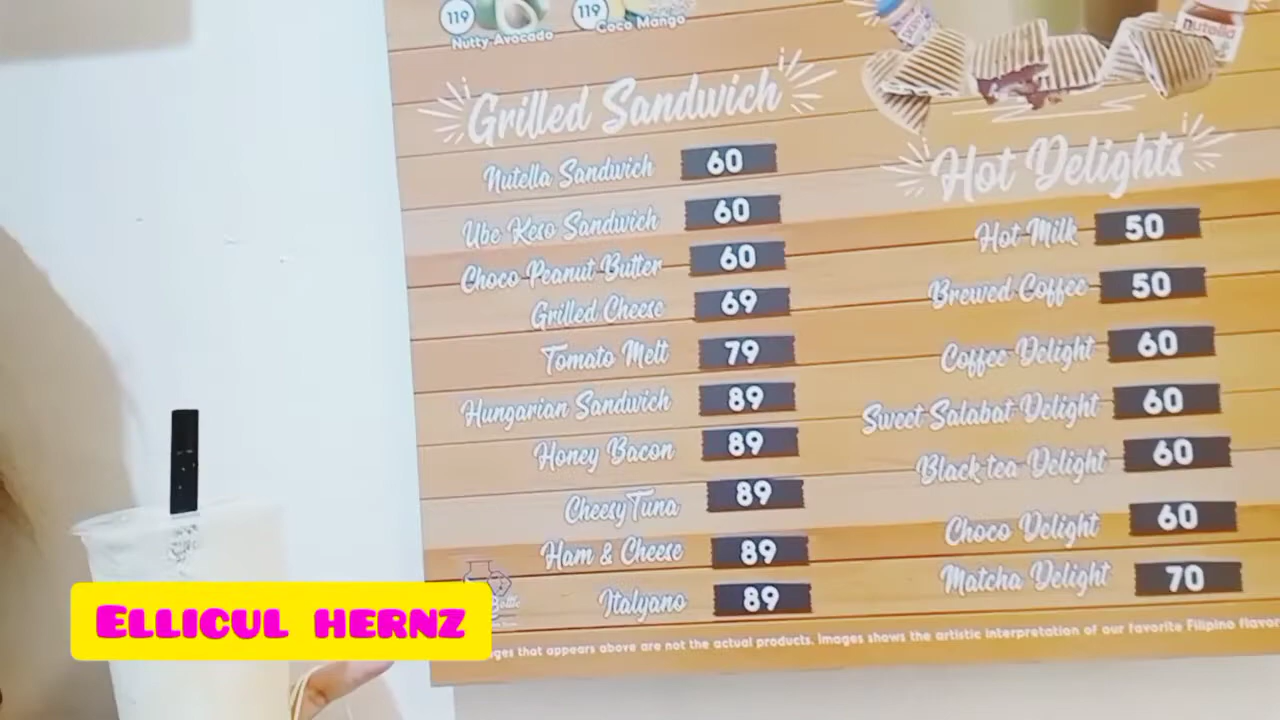 119
Nutty Avocado
119
Coco Mango
nutella
Grilled Sandwich
Nutella Sandwich 60
Ube Keso Sandwich 60
Choco Peanut Butter 60
Grilled Cheese 69
Tomato Melt 79
Hungarian Sandwich 89
Honey Bacon 89
Cheesy Tuna 89
Ham & Cheese 89
Italyano 89
Hot Delights
Hot Milk 50
Brewed Coffee 50
Coffee Delight 60
Sweet Salabat Delight 60
Black tea Delight 60
Choco Delight 60
Matcha Delight 70
ges that appears above are not the actual products. Images shows the artistic interpretation of our favorite Filipino flavor
Ellicul hernz